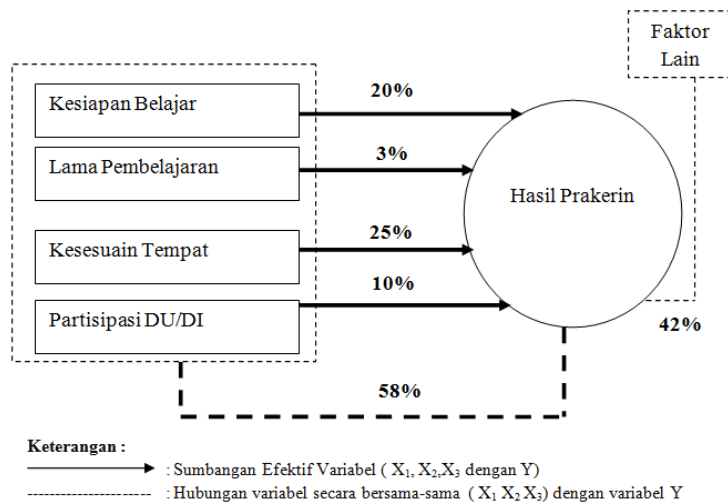 Faktor
Lain
Kesiapan Belajar
20%
Lama Pembelajaran
3%
Hasil Prakerin
Kesesuain Tempat
25%
Partisipasi DU/DI
10%
42%
58%
Keterangan :
: Sumbangan Efektif Variabel ( X₁, X₂,X₃ dengan Y)
: Hubungan variabel secara bersama-sama ( X₁ X₂ X₃) dengan variabel Y